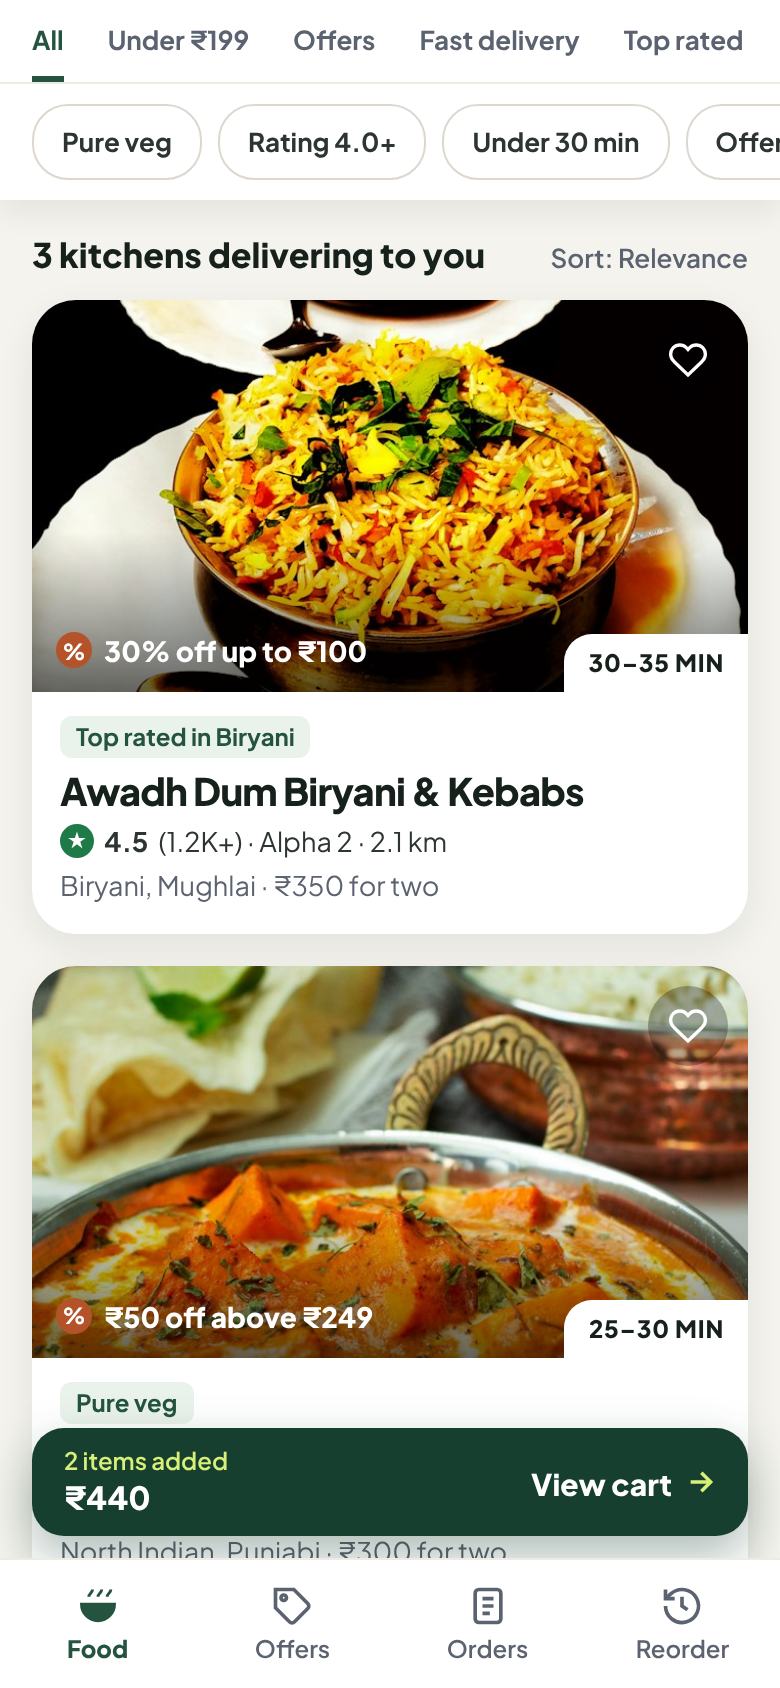 All Under ₹199 Offers Fast delivery Top rated
Pure veg Rating 4.0+ Under 30 min Offer
3 kitchens delivering to you Sort: Relevance
% 30% off up to ₹100
30–35 MIN
Top rated in Biryani
Awadh Dum Biryani & Kebabs
4.5 (1.2K+) · Alpha 2 · 2.1 km
Biryani, Mughlai · ₹350 for two
% ₹50 off above ₹249
25–30 MIN
Pure veg
2 items added
₹440
View cart →
North Indian, Punjabi · ₹300 for two
Food Offers Orders Reorder